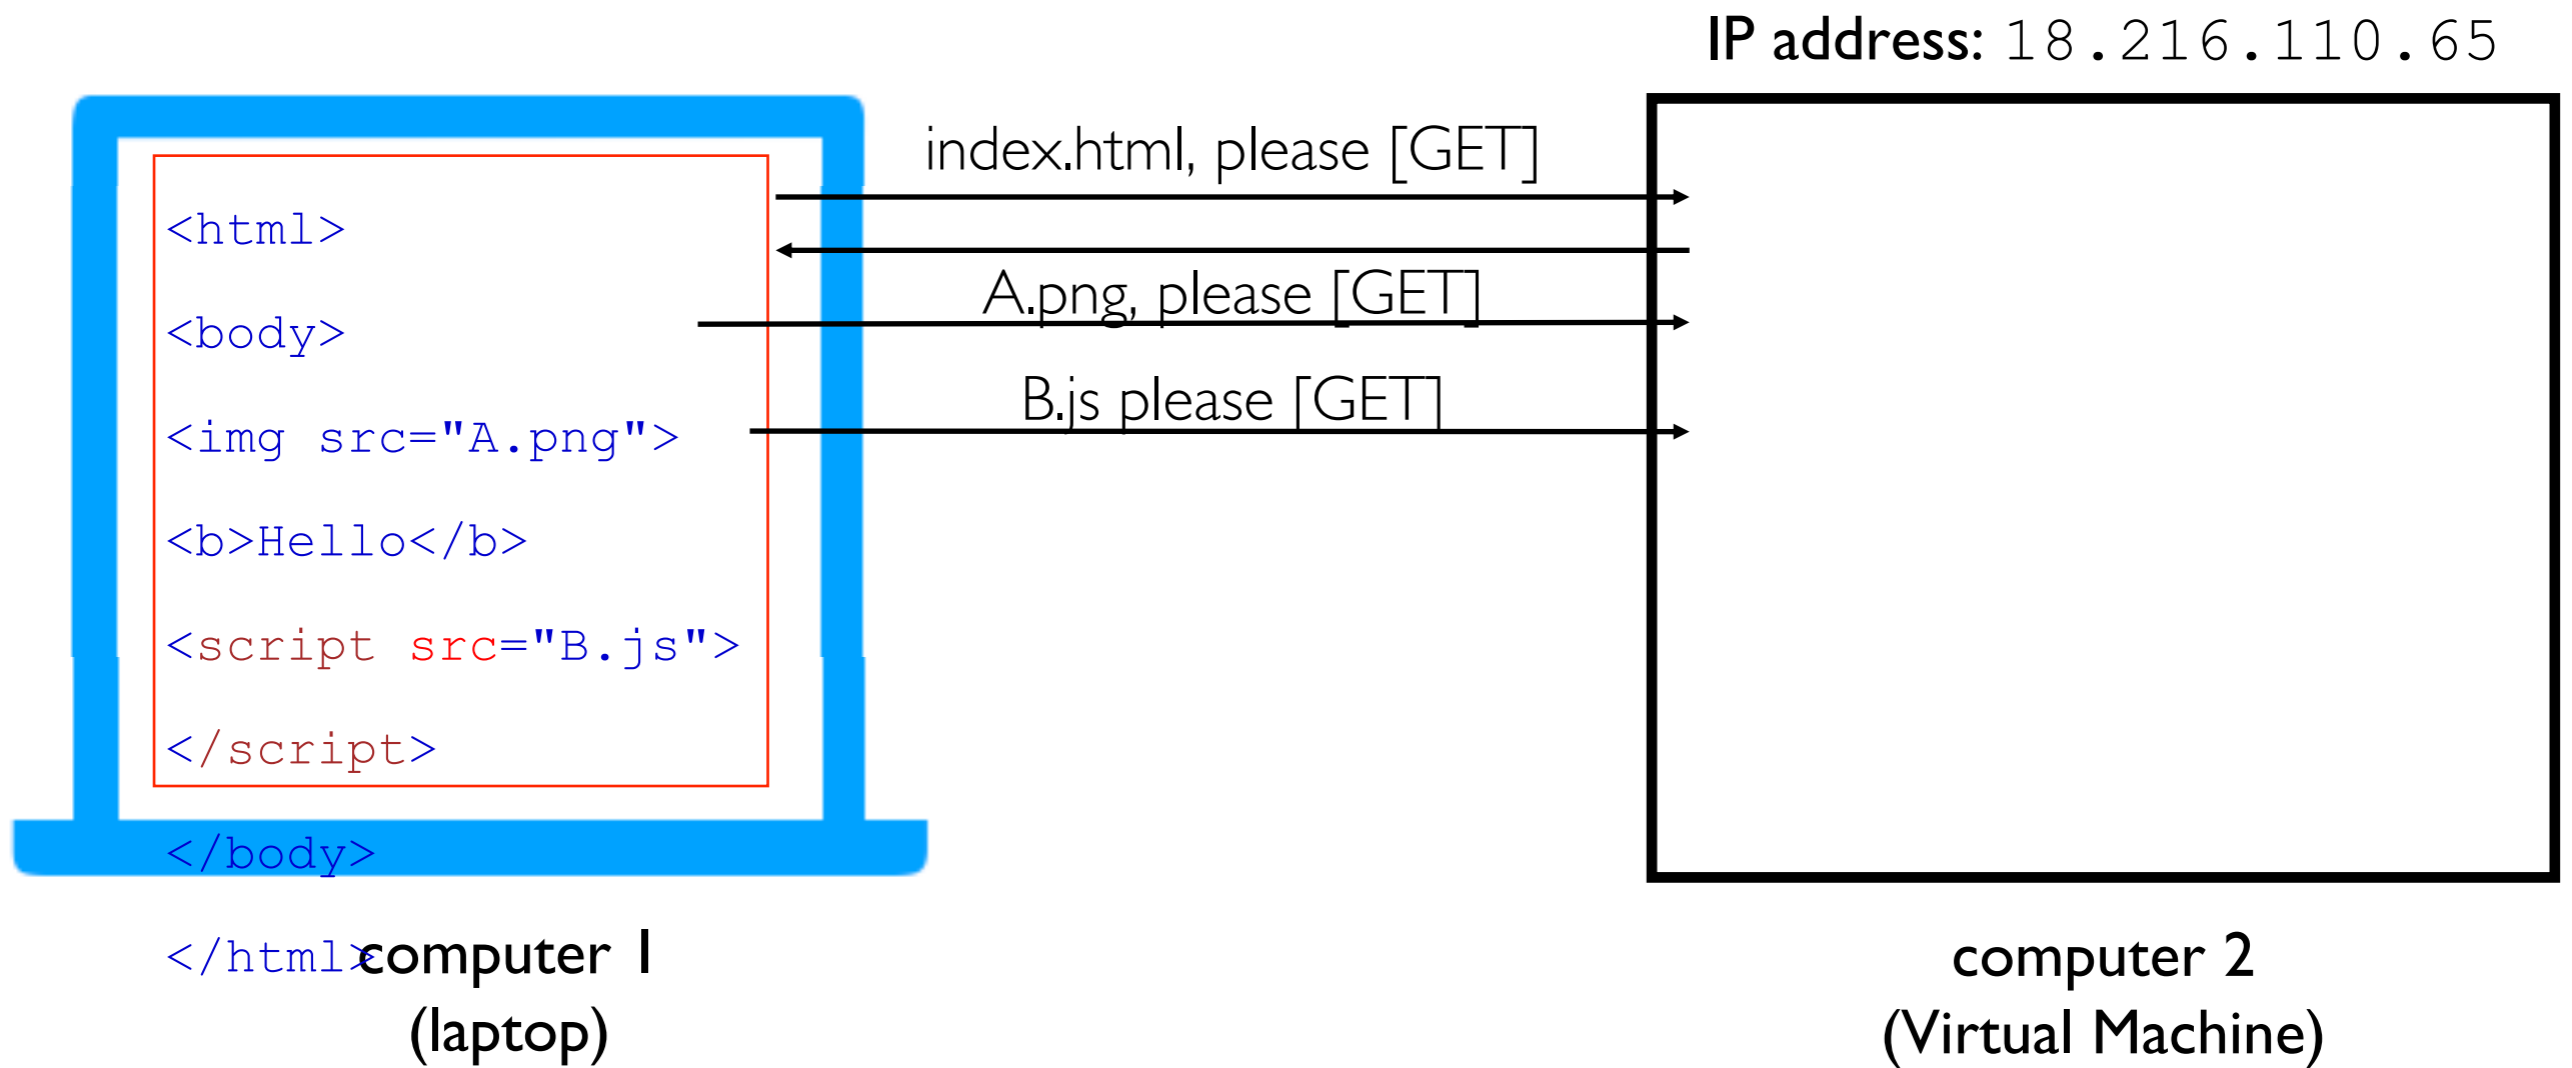 IP address: 18.216.110.65
index.html, please [GET]
<html>
A.png, please [GET]
<body>
B.js please [GET]
<img src="A.png">
<b>Hello</b>
<script src="B.js">
</script>
</body>
</html>
computer 1
(laptop)
computer 2
(Virtual Machine)